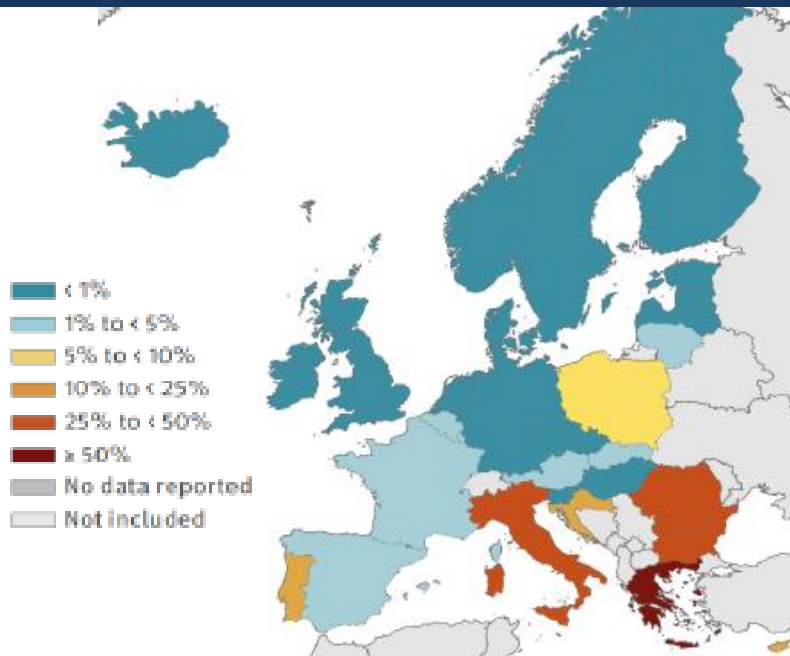 < 1%
1% to < 5%
5% to < 10%
10% to < 25%
25% to < 50%
≥ 50%
No data reported
Not included